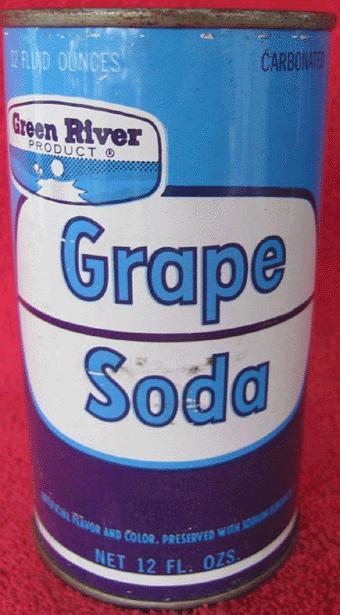 12 FLUID OUNCES
CARBONATED
Green River
PRODUCT ®
Grape
Soda
ARTIFICIAL FLAVOR AND COLOR. PRESERVED WITH SODIUM BENZOATE
NET 12 FL. OZS.